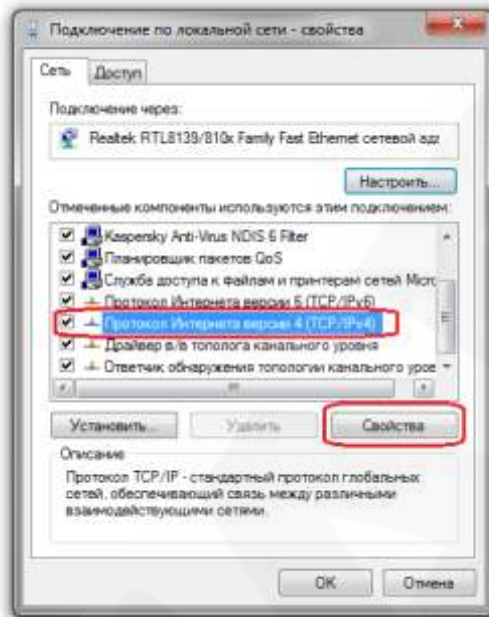 Подключение по локальной сети - свойства
Сеть
Доступ
Подключение через:
Realtek RTL8139/810x Family Fast Ethernet сетевой ада
Настроить...
Отмеченные компоненты используются этим подключением:
Kaspersky Anti-Virus NDIS 6 Filter
Планировщик пакетов QoS
Служба доступа к файлам и принтерам сетей Micro
Протокол Интернета версии 6 (TCP/IPv6)
Протокол Интернета версии 4 (TCP/IPv4)
Драйвер в/в тополога канального уровня
Ответчик обнаружения топологии канального уров
Установить...
Удалить
Свойства
Описание
Протокол TCP/IP - стандартный протокол глобальных
сетей, обеспечивающий связь между различными
взаимодействующими сетями.
OK
Отмена